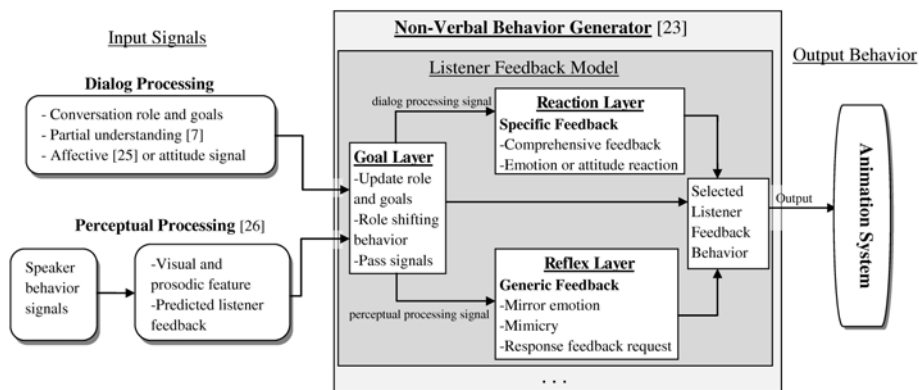 Input Signals
Dialog Processing
- Conversation role and goals
- Partial understanding [7]
- Affective [25] or attitude signal
Perceptual Processing [26]
Speaker
behavior
signals
-Visual and
prosodic feature
-Predicted listener
feedback
Non-Verbal Behavior Generator [23]
Listener Feedback Model
dialog processing signal
Goal Layer
-Update role
and goals
-Role shifting
behavior
-Pass signals
perceptual processing signal
Reaction Layer
Specific Feedback
-Comprehensive feedback
-Emotion or attitude reaction
Reflex Layer
Generic Feedback
-Mirror emotion
-Mimicry
-Response feedback request
Selected
Listener
Feedback
Behavior
. . .
Output Behavior
Output
Animation System